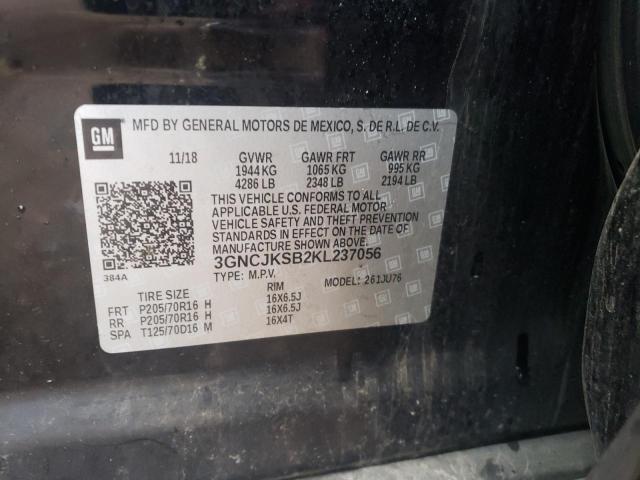 GM MFD BY GENERAL MOTORS DE MEXICO, S. DE R.L. DE C.V.
11/18 GVWR GAWR FRT GAWR RR
1944 KG 1065 KG 995 KG
4286 LB 2348 LB 2194 LB
THIS VEHICLE CONFORMS TO ALL
APPLICABLE U.S. FEDERAL MOTOR
VEHICLE SAFETY AND THEFT PREVENTION
STANDARDS IN EFFECT ON THE DATE OF
MANUFACTURE SHOWN ABOVE.
3GNCJKSB2KL237056
384A TYPE: M.P.V. MODEL: 261JU76
TIRE SIZE RIM
FRT P205/70R16 H 16X6.5J
RR P205/70R16 H 16X6.5J
SPA T125/70D16 M 16X4T